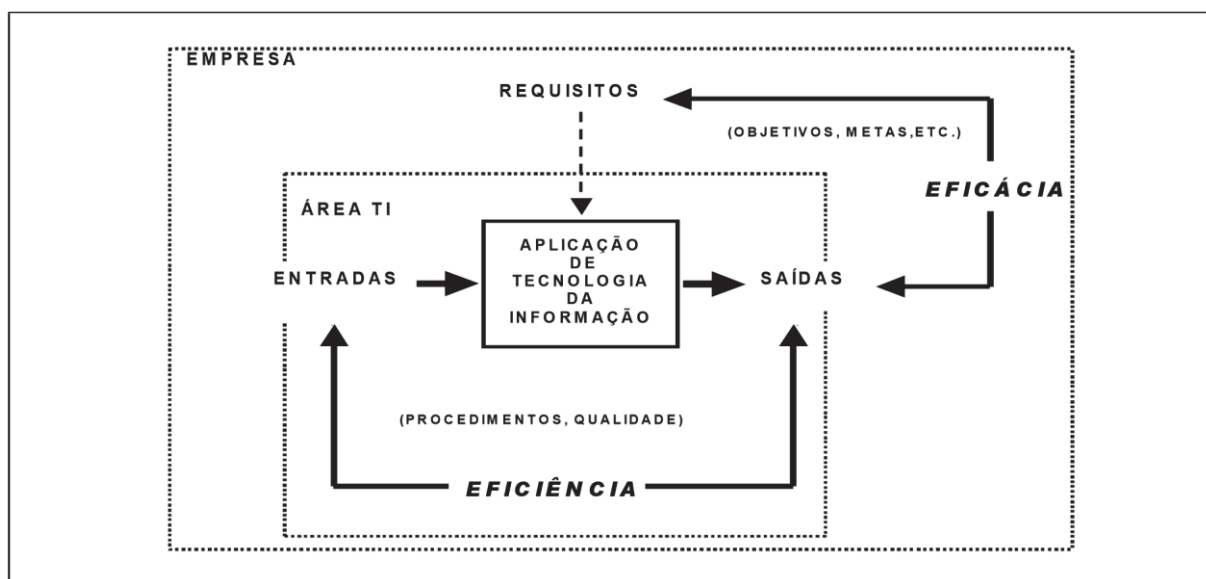 EMPRESA
REQUISITOS
(OBJETIVOS, METAS,ETC.)
EFICÁCIA
ÁREA TI
ENTRADAS
APLICAÇÃO
DE
TECNOLOGIA
DA
INFORMAÇÃO
SAÍDAS
(PROCEDIMENTOS, QUALIDADE)
EFICIÊNCIA